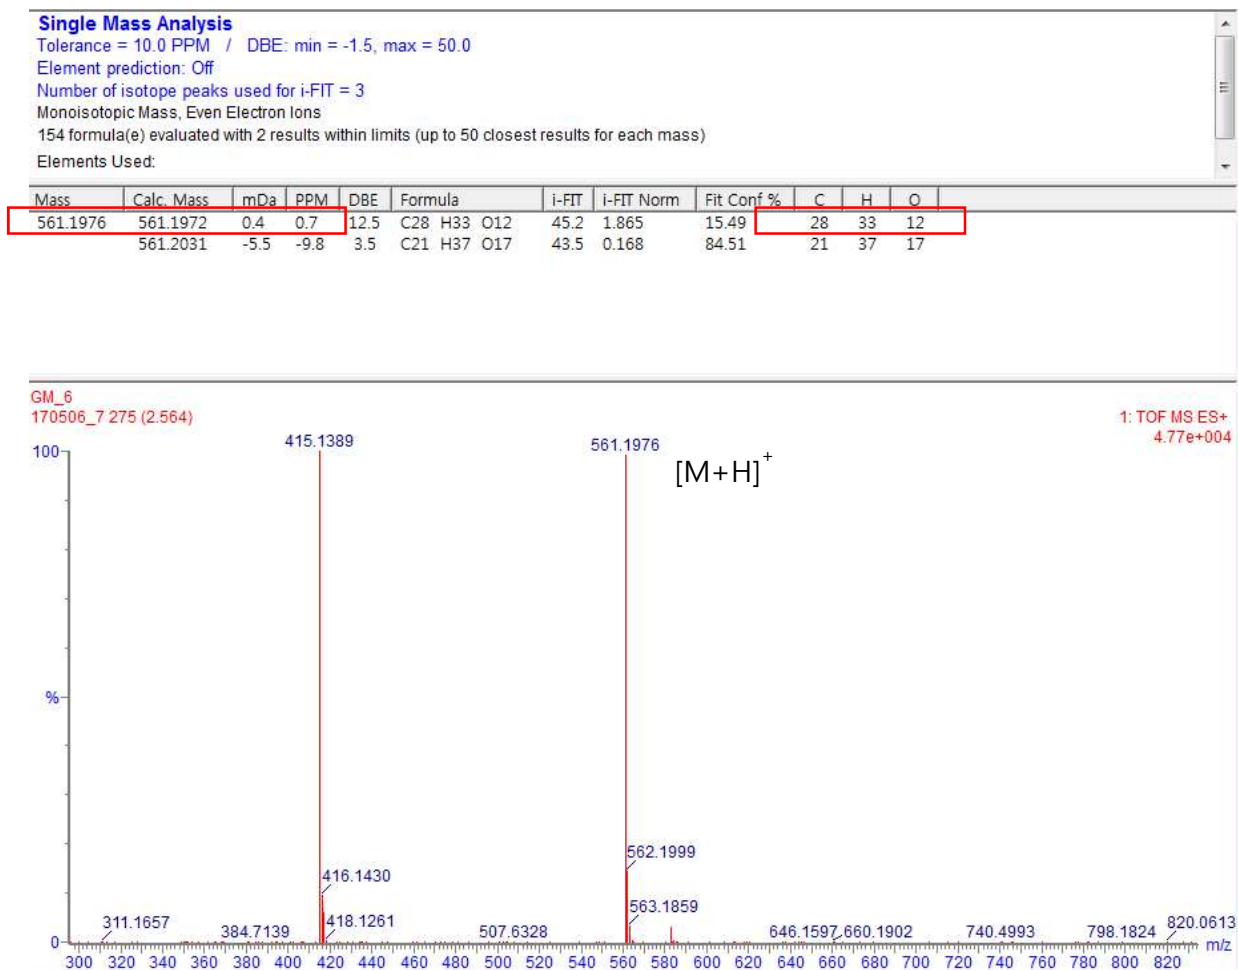 Single Mass Analysis
Tolerance = 10.0 PPM / DBE: min = -1.5, max = 50.0
Element prediction: Off
Number of isotope peaks used for i-FIT = 3
Monoisotopic Mass, Even Electron Ions
154 formula(e) evaluated with 2 results within limits (up to 50 closest results for each mass)
Elements Used:
Mass Calc. Mass mDa PPM DBE Formula i-FIT i-FIT Norm Fit Conf % C H O
561.1976 561.1972 0.4 0.7 12.5 C28 H33 O12 45.2 1.865 15.49 28 33 12
561.2031 -5.5 -9.8 3.5 C21 H37 O17 43.5 0.168 84.51 21 37 17
GM_6
170506_7 275 (2.564)
1: TOF MS ES+
4.77e+004
415.1389
561.1976
100
[M+H]+
%
562.1999
416.1430
563.1859
311.1657
384.7139
418.1261
507.6328
646.1597
660.1902
740.4993
798.1824
820.0613
0
m/z
300 320 340 360 380 400 420 440 460 480 500 520 540 560 580 600 620 640 660 680 700 720 740 760 780 800 820